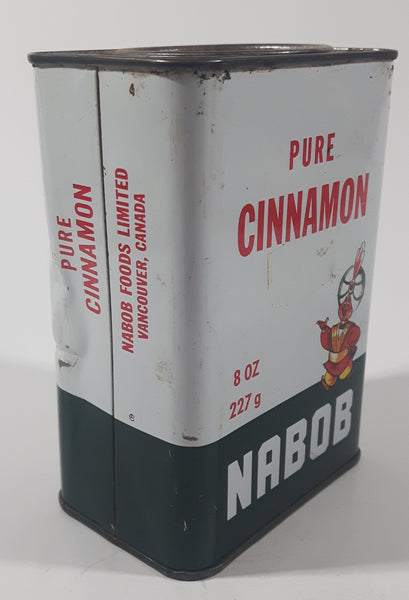 PURE
CINNAMON
NABOB FOODS LIMITED
VANCOUVER, CANADA
PURE
CINNAMON
8 OZ
227 g
NABOB